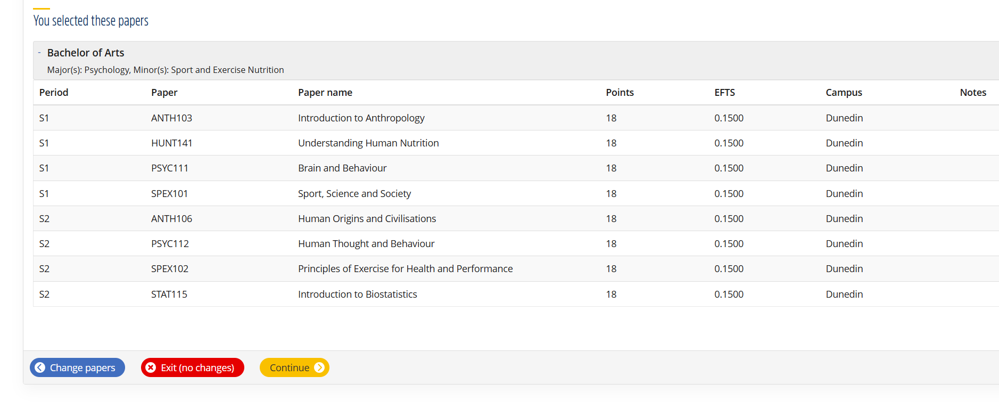 You selected these papers
- Bachelor of Arts
Major(s): Psychology, Minor(s): Sport and Exercise Nutrition
Period Paper Paper name Points EFTS Campus Notes
S1 ANTH103 Introduction to Anthropology 18 0.1500 Dunedin
S1 HUNT141 Understanding Human Nutrition 18 0.1500 Dunedin
S1 PSYC111 Brain and Behaviour 18 0.1500 Dunedin
S1 SPEX101 Sport, Science and Society 18 0.1500 Dunedin
S2 ANTH106 Human Origins and Civilisations 18 0.1500 Dunedin
S2 PSYC112 Human Thought and Behaviour 18 0.1500 Dunedin
S2 SPEX102 Principles of Exercise for Health and Performance 18 0.1500 Dunedin
S2 STAT115 Introduction to Biostatistics 18 0.1500 Dunedin
Change papers Exit (no changes) Continue